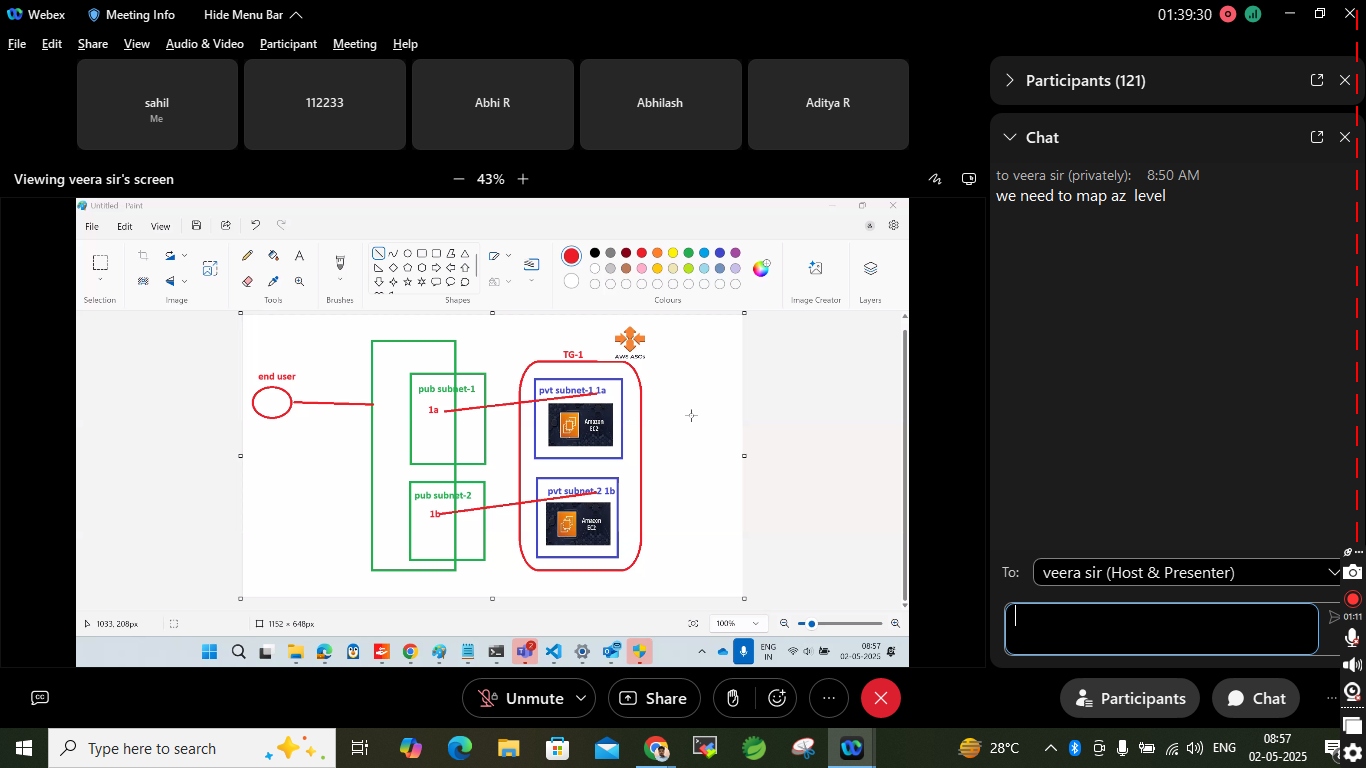 Webex
Meeting Info
Hide Menu Bar
01:39:30
File
Edit
Share
View
Audio & Video
Participant
Meeting
Help
sahil
Me
112233
Abhi R
Abhilash
Aditya R
Viewing veera sir's screen
43%
Untitled - Paint
File
Edit
View
Selection
Image
Tools
Brushes
Shapes
Colours
Image Creator
Layers
end user
pub subnet-1
1a
pub subnet-2
1b
TG-1
AWS ASGs
pvt subnet-1 1a
Amazon
EC2
pvt subnet-2 1b
Amazon
EC2
1033, 208px
1152 × 648px
100%
ENG
IN
08:57
02-05-2025
Participants (121)
Chat
to veera sir (privately): 8:50 AM
we need to map az level
To:
veera sir (Host & Presenter)
01:11
CC
Unmute
Share
Participants
Chat
Type here to search
28°C
ENG
08:57
02-05-2025